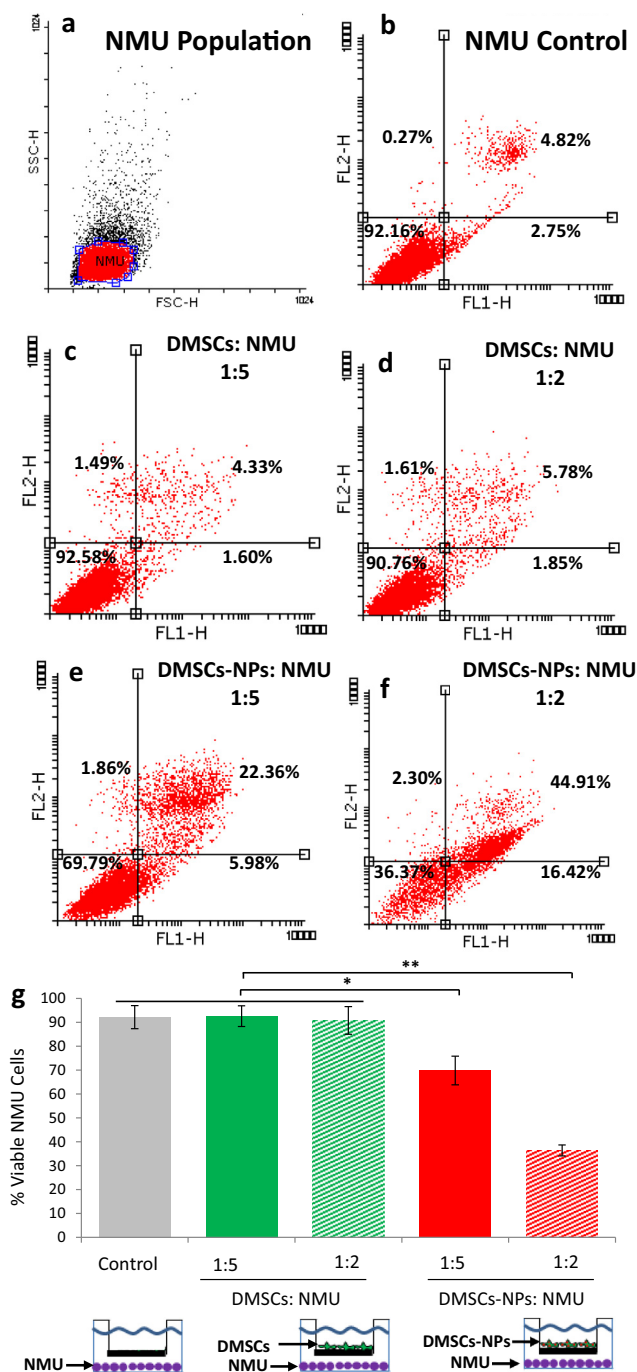 a NMU Population
1024
SSC-H
NMU
FSC-H
1024
b NMU Control
FL2-H
0.27%
4.82%
92.16%
2.75%
FL1-H
c DMSCs: NMU
1:5
FL2-H
1.49%
4.33%
92.58%
1.60%
FL1-H
d DMSCs: NMU
1:2
FL2-H
1.61%
5.78%
90.76%
1.85%
FL1-H
e DMSCs-NPs: NMU
1:5
FL2-H
1.86%
22.36%
69.79%
5.98%
FL1-H
f DMSCs-NPs: NMU
1:2
FL2-H
2.30%
44.91%
36.37%
16.42%
FL1-H
g
**
*
% Viable NMU Cells
100
90
80
70
60
50
40
30
20
10
0
Control
1:5
1:2
1:5
1:2
DMSCs: NMU
DMSCs-NPs: NMU
NMU
DMSCs
NMU
DMSCs-NPs
NMU